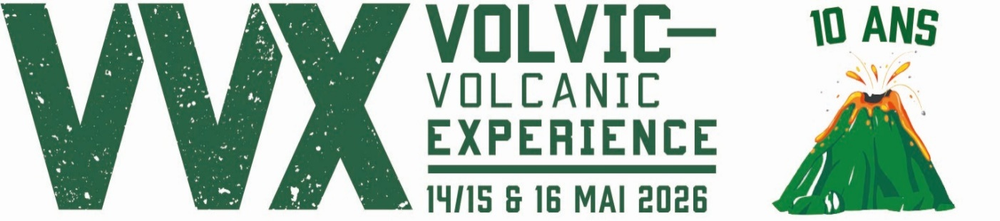 VVX
VOLVIC—
VOLCANIC
EXPERIENCE
14/15 & 16 MAI 2026
10 ANS